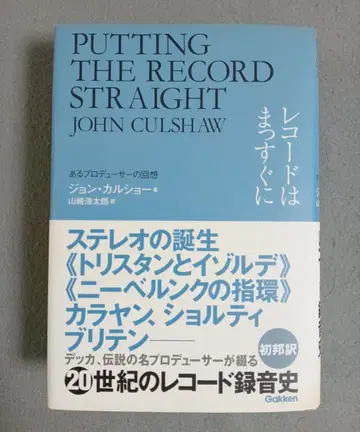 PUTTING
THE RECORD
STRAIGHT
JOHN CULSHAW
レコードは
まっすぐに
あるプロデューサーの回想
ジョン・カルショー 著
山崎浩太郎 訳
ステレオの誕生
《トリスタンとイゾルデ》
《ニーベルンクの指環》
カラヤン、ショルティ
ブリテン――
デッカ、伝説の名プロデューサーが綴る
初邦訳
20世紀のレコード録音史
Gakken